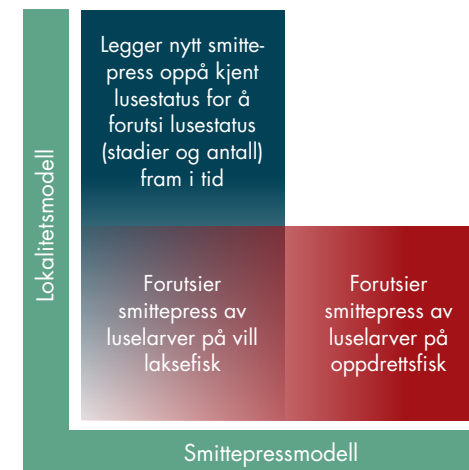 Lokalitetsmodell
Legger nytt smitte-
press oppå kjent
lusestatus for å
forutsi lusestatus
(stadier og antall)
fram i tid
Forutsier
smittepress av
luselarver på vill
laksefisk
Forutsier
smittepress av
luselarver på
oppdrettsfisk
Smittepressmodell